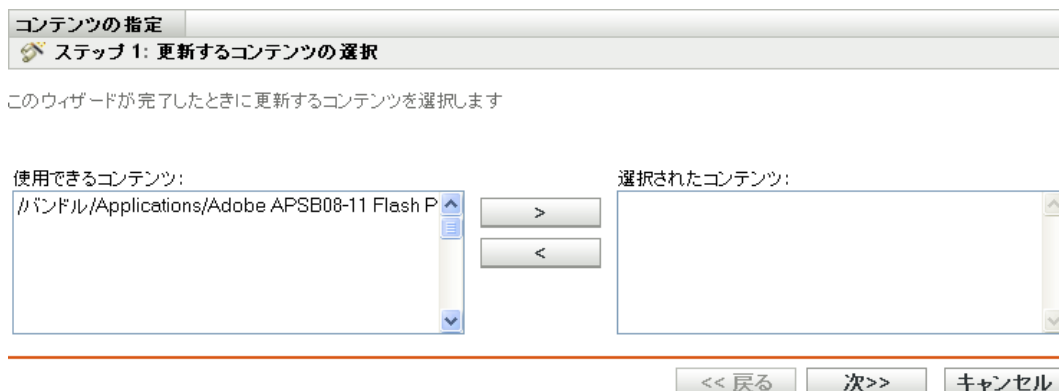 コンテンツの指定
ステップ 1: 更新するコンテンツの選択
このウィザードが完了したときに更新するコンテンツを選択します
使用できるコンテンツ:
選択されたコンテンツ:
/バンドル/Applications/Adobe APSB08-11 Flash P
>
<
<< 戻る
次>>
キャンセル